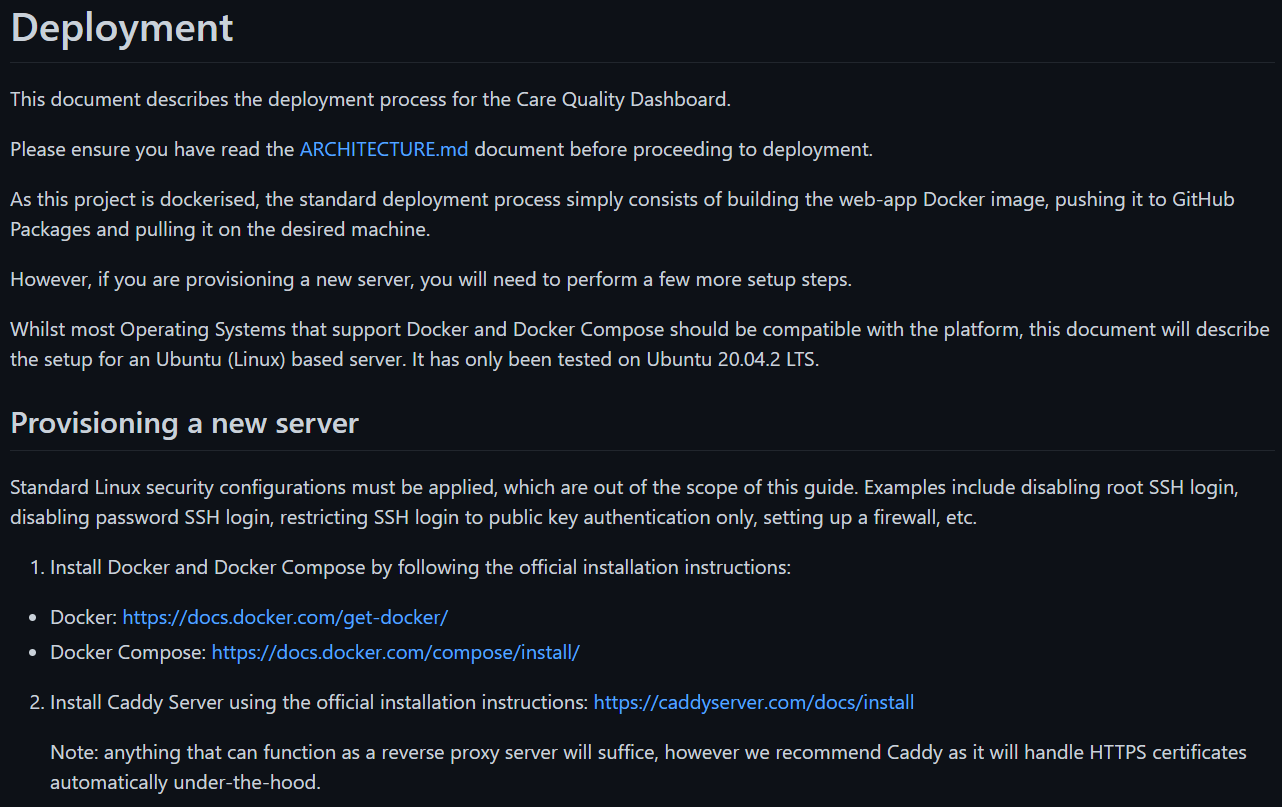 Deployment
This document describes the deployment process for the Care Quality Dashboard.
Please ensure you have read the ARCHITECTURE.md document before proceeding to deployment.
As this project is dockerised, the standard deployment process simply consists of building the web-app Docker image, pushing it to GitHub
Packages and pulling it on the desired machine.
However, if you are provisioning a new server, you will need to perform a few more setup steps.
Whilst most Operating Systems that support Docker and Docker Compose should be compatible with the platform, this document will describe
the setup for an Ubuntu (Linux) based server. It has only been tested on Ubuntu 20.04.2 LTS.
Provisioning a new server
Standard Linux security configurations must be applied, which are out of the scope of this guide. Examples include disabling root SSH login,
disabling password SSH login, restricting SSH login to public key authentication only, setting up a firewall, etc.
1. Install Docker and Docker Compose by following the official installation instructions:
• Docker: https://docs.docker.com/get-docker/
• Docker Compose: https://docs.docker.com/compose/install/
2. Install Caddy Server using the official installation instructions: https://caddyserver.com/docs/install
Note: anything that can function as a reverse proxy server will suffice, however we recommend Caddy as it will handle HTTPS certificates
automatically under-the-hood.